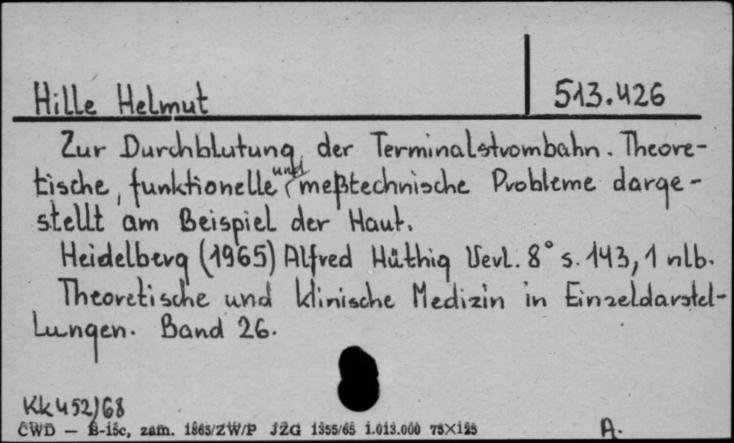 Hille Helmut 513.426
Zur Durchblutung der Terminalstrombahn. Theore-
tische, funktionelle und meßtechnische Probleme darge-
stellt am Beispiel der Haut.
Heidelberg (1965) Alfred Hüthig Verl. 8° s. 143, 1 nlb.
Theoretische und klinische Medizin in Einzeldarstel-
lungen. Band 26.
Kk 452/68
CWD — B-15c, zam. 1865/ZW/P JZG 1355/65 1.013.000 75×125
A.